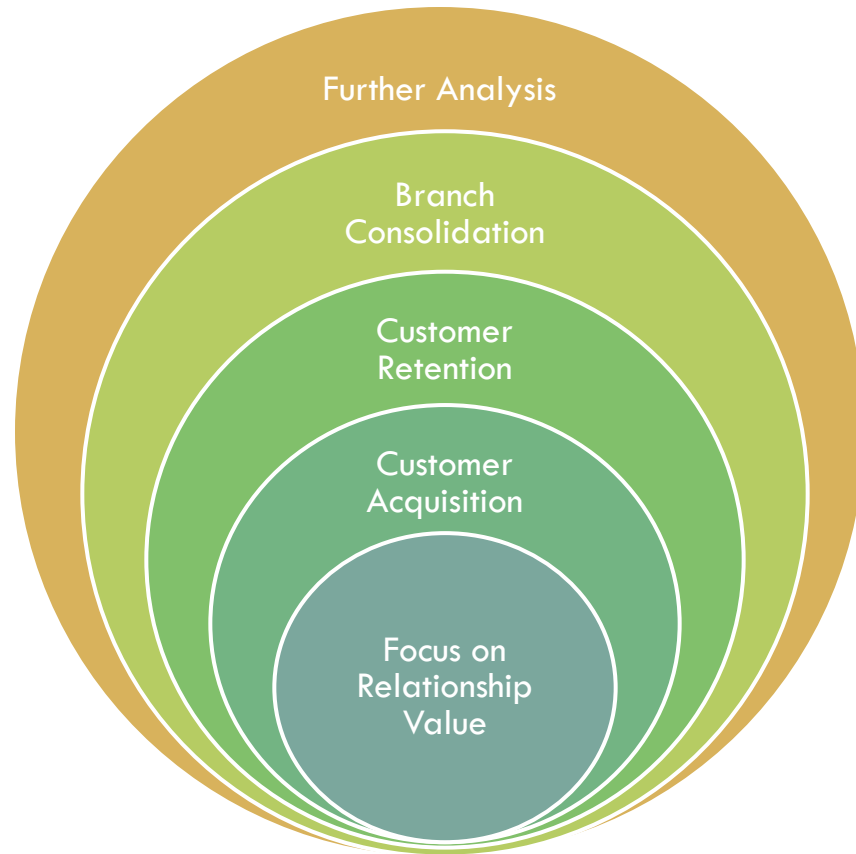 Further Analysis
Branch
Consolidation
Customer
Retention
Customer
Acquisition
Focus on
Relationship
Value